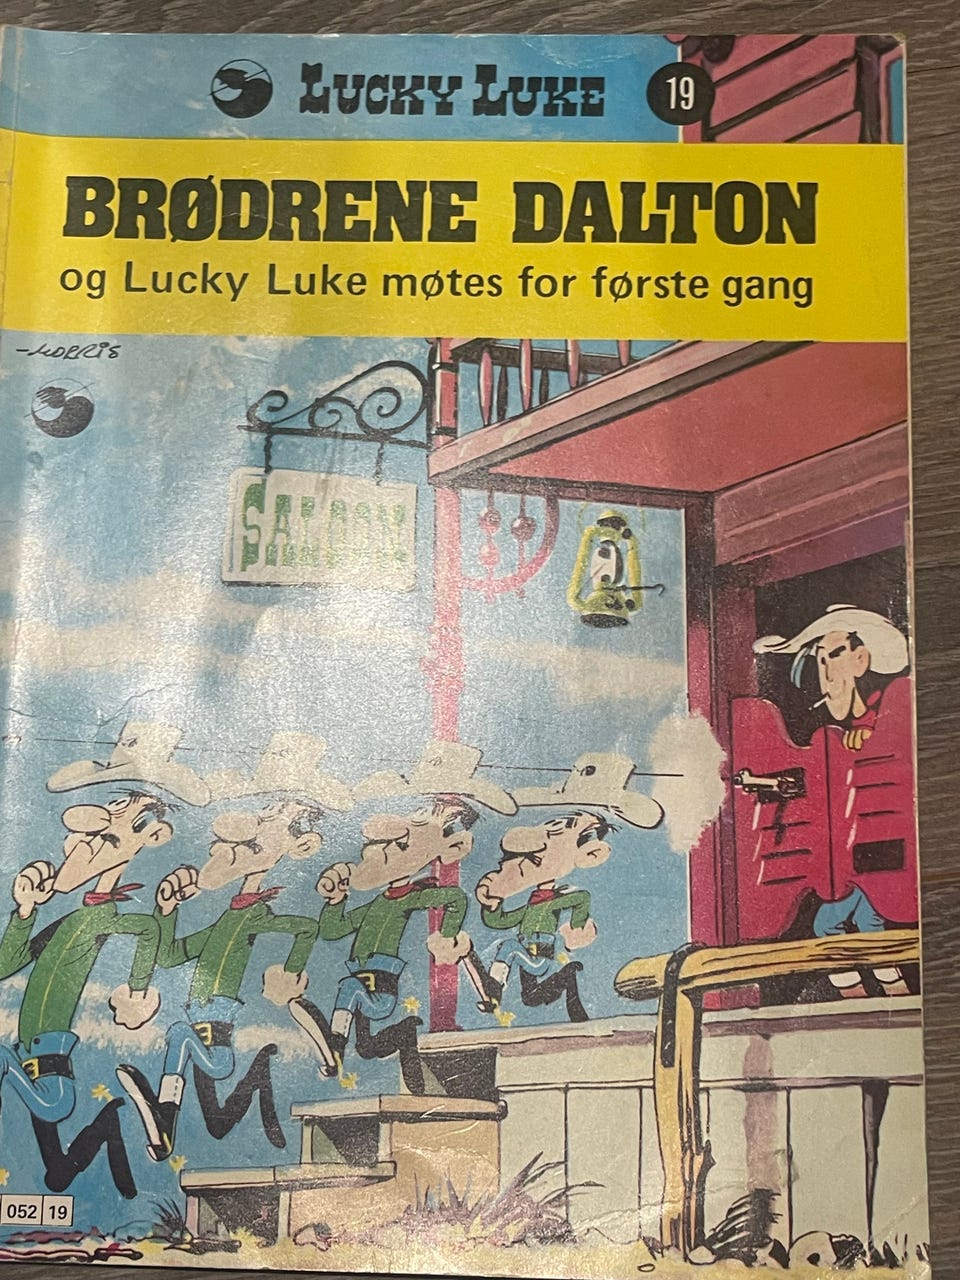 LUCKY LUKE 19
BRØDRENE DALTON
og Lucky Luke møtes for første gang
-MORRIS
SALOON
052 19